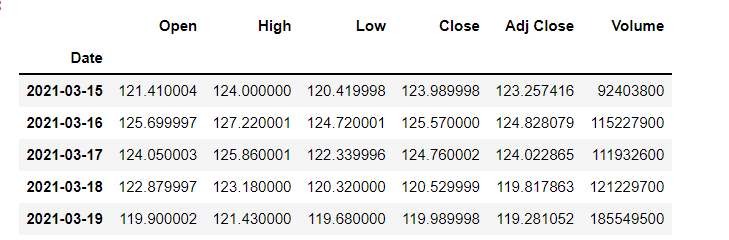 Open High Low Close Adj Close Volume
Date
2021-03-15 121.410004 124.000000 120.419998 123.989998 123.257416 92403800
2021-03-16 125.699997 127.220001 124.720001 125.570000 124.828079 115227900
2021-03-17 124.050003 125.860001 122.339996 124.760002 124.022865 111932600
2021-03-18 122.879997 123.180000 120.320000 120.529999 119.817863 121229700
2021-03-19 119.900002 121.430000 119.680000 119.989998 119.281052 185549500